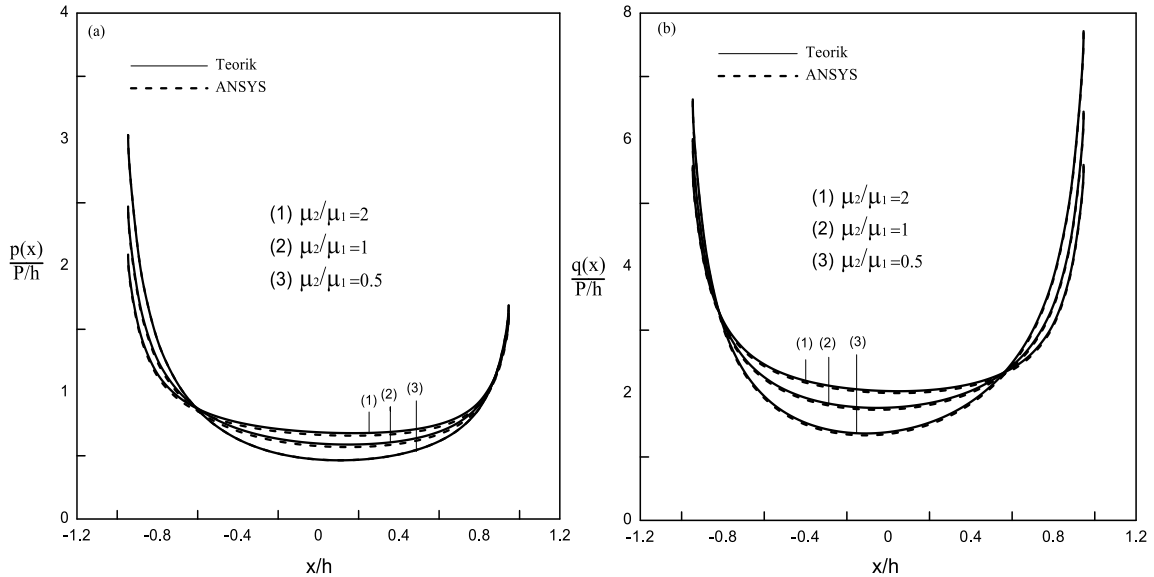 (a)
Teorik
ANSYS
(1) μ₂/μ₁=2
(2) μ₂/μ₁=1
(3) μ₂/μ₁=0.5
(1) (2) (3)
p(x)
P/h
4
3
2
1
0
-1.2 -0.8 -0.4 0 0.4 0.8 1.2
x/h
(b)
Teorik
ANSYS
(1) μ₂/μ₁=2
(2) μ₂/μ₁=1
(3) μ₂/μ₁=0.5
(1) (2) (3)
q(x)
P/h
8
6
4
2
0
-1.2 -0.8 -0.4 0 0.4 0.8 1.2
x/h